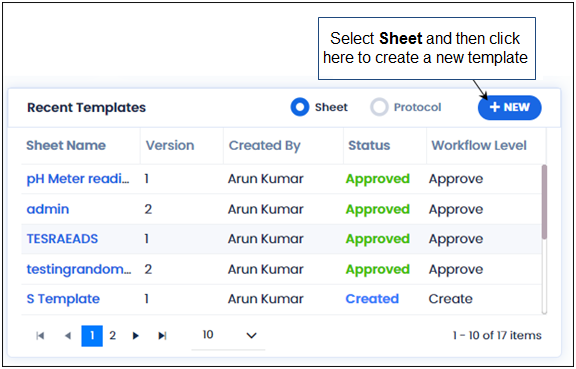 Select Sheet and then click
here to create a new template
Recent Templates Sheet Protocol + NEW
Sheet Name Version Created By Status Workflow Level
pH Meter readi... 1 Arun Kumar Approved Approve
admin 2 Arun Kumar Approved Approve
TESRAEADS 1 Arun Kumar Approved Approve
testingrandom... 2 Arun Kumar Approved Approve
S Template 1 Arun Kumar Created Create
1 2 10 1 - 10 of 17 items